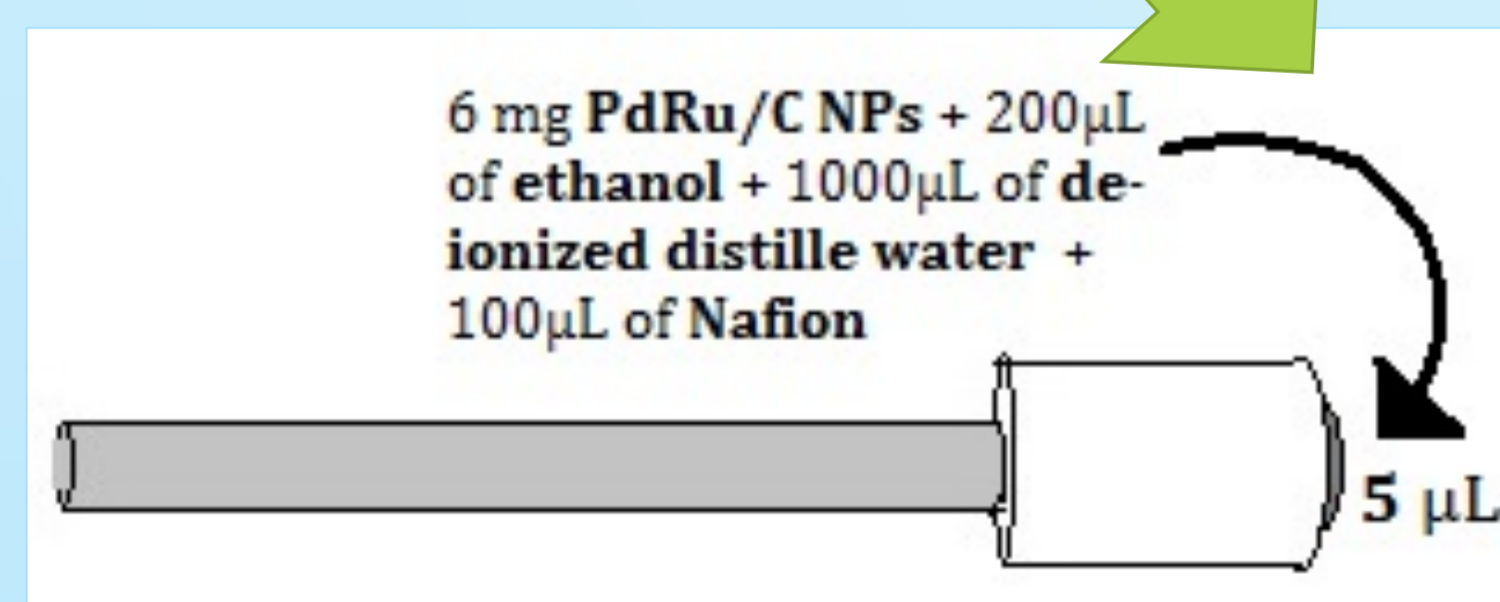 6 mg PdRu/C NPs + 200µL
of ethanol + 1000µL of de-
ionized distille water +
100µL of Nafion
5 µL